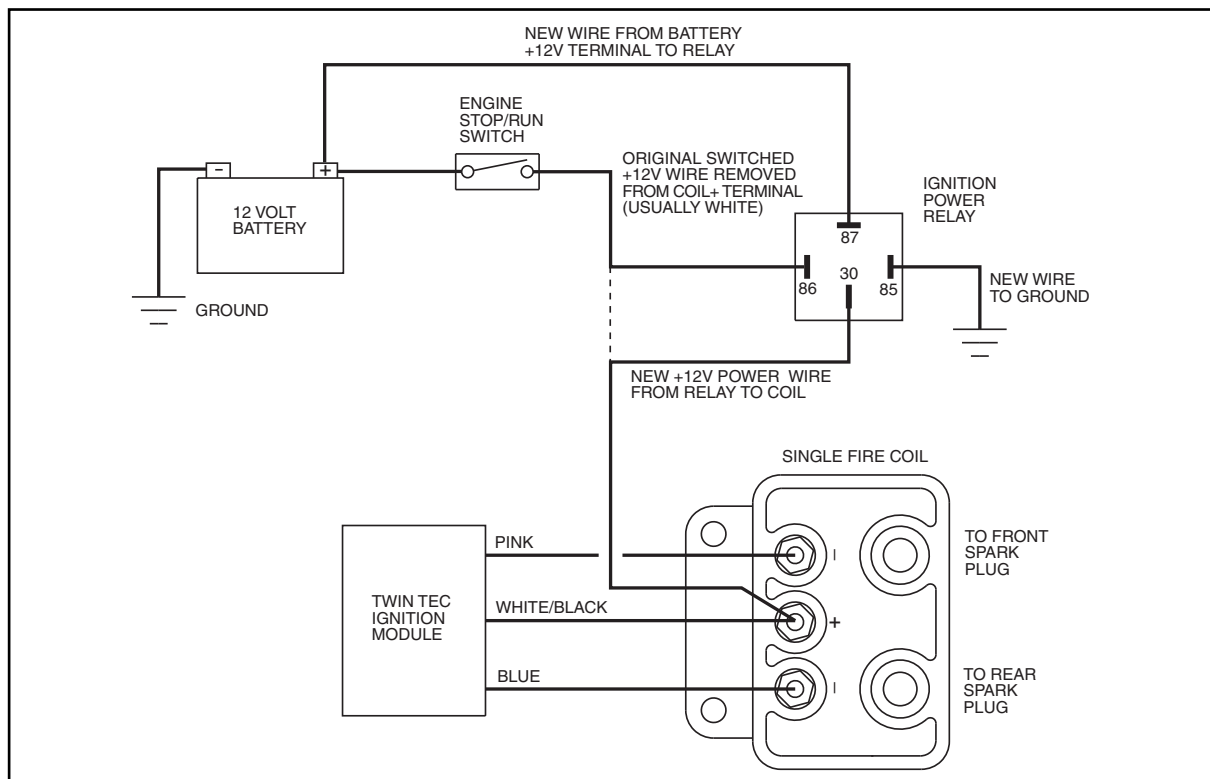 NEW WIRE FROM BATTERY
+12V TERMINAL TO RELAY
ENGINE
STOP/RUN
SWITCH
ORIGINAL SWITCHED
+12V WIRE REMOVED
FROM COIL+ TERMINAL
(USUALLY WHITE)
IGNITION
POWER
RELAY
-
+
12 VOLT
BATTERY
87
30
86
85
NEW WIRE
TO GROUND
GROUND
NEW +12V POWER WIRE
FROM RELAY TO COIL
SINGLE FIRE COIL
TWIN TEC
IGNITION
MODULE
PINK
WHITE/BLACK
BLUE
-
+
-
TO FRONT
SPARK
PLUG
TO REAR
SPARK
PLUG